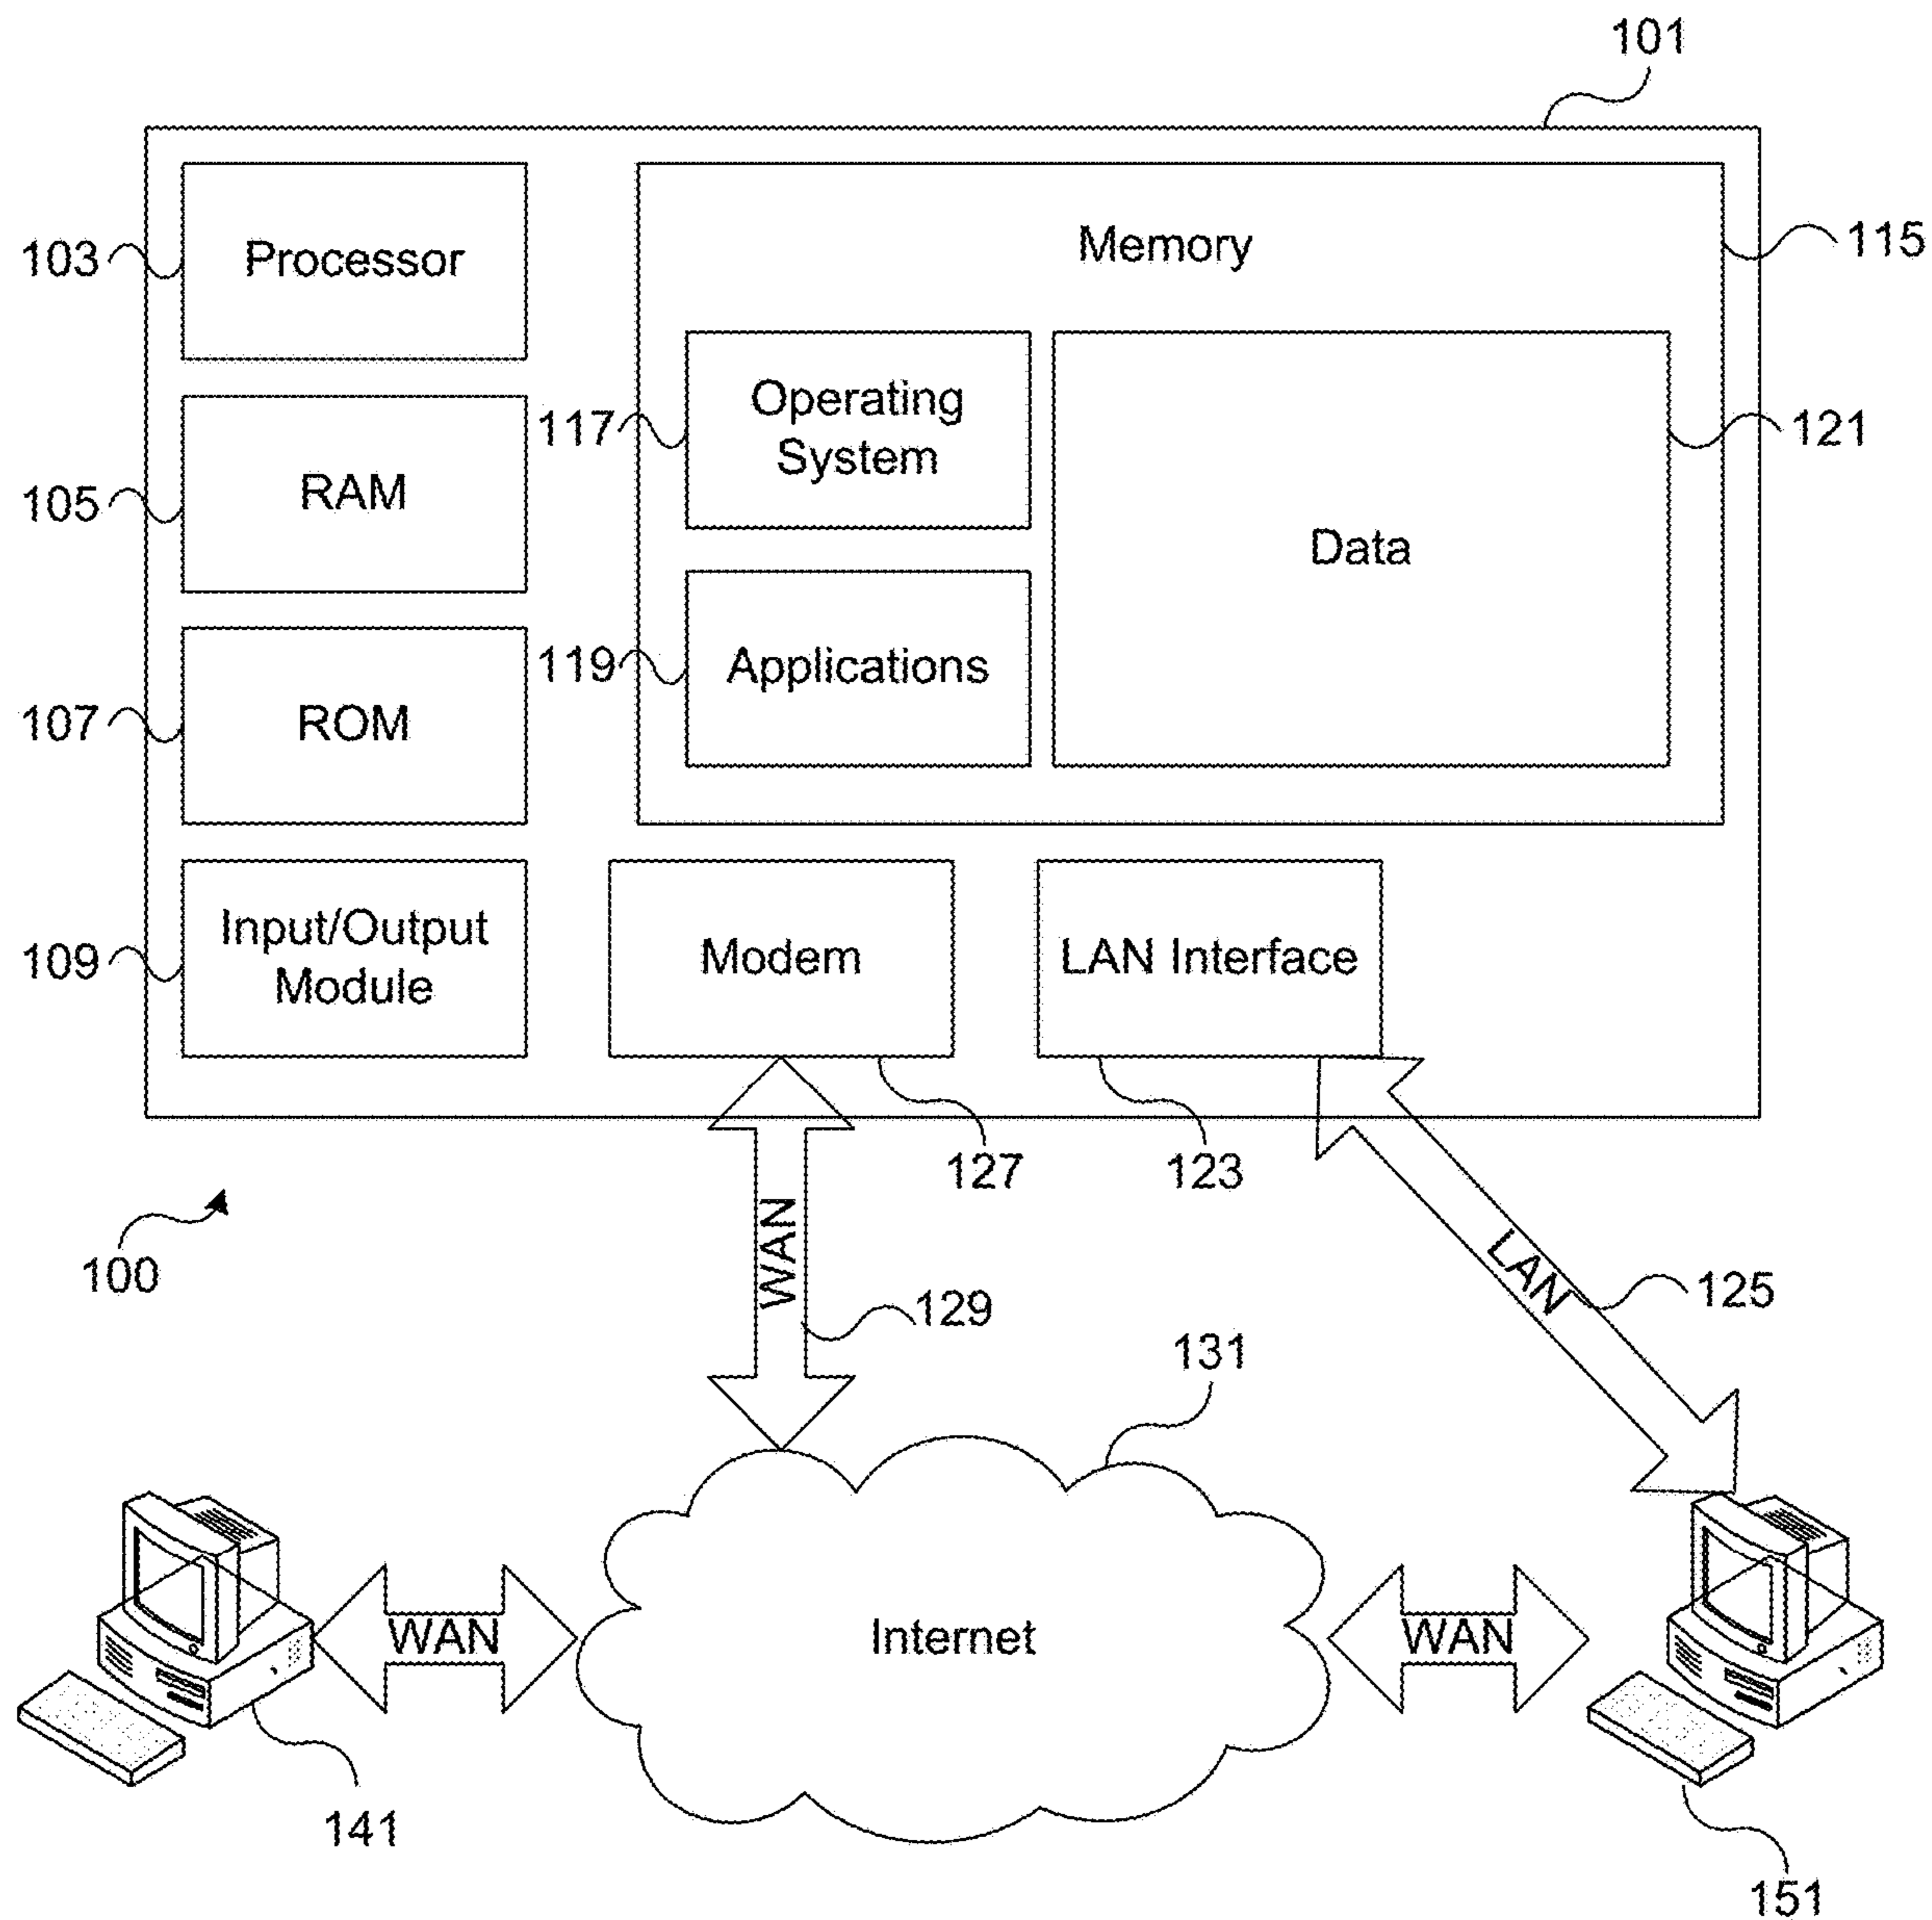 101
103
Processor
Memory
115
Operating
System
117
121
105
RAM
Data
119
Applications
107
ROM
Input/Output
Module
109
Modem
LAN Interface
127
123
100
WAN
129
LAN
125
131
WAN
Internet
WAN
141
151